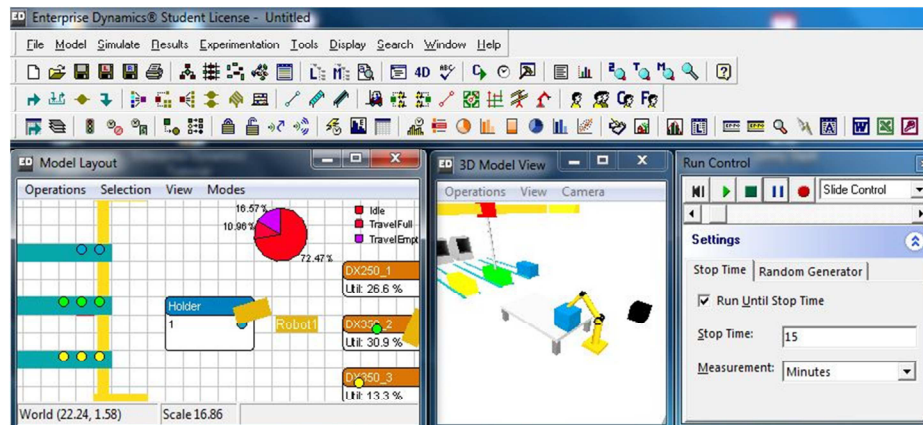 Enterprise Dynamics® Student License - Untitled
File Model Simulate Results Experimentation Tools Display Search Window Help
4D
Model Layout
Operations Selection View Modes
16.57%
10.96%
72.47%
Idle
TravelFull
TravelEmpt
DX250_1
Util: 26.6 %
Holder
1
Robot1
Util: 30.9 %
DX350_3
Util: 13.3 %
World (22.24, 1.58) Scale 16.86
3D Model View
Operations View Camera
Run Control
Slide Control
Settings
Stop Time Random Generator
Run Until Stop Time
Stop Time: 15
Measurement: Minutes